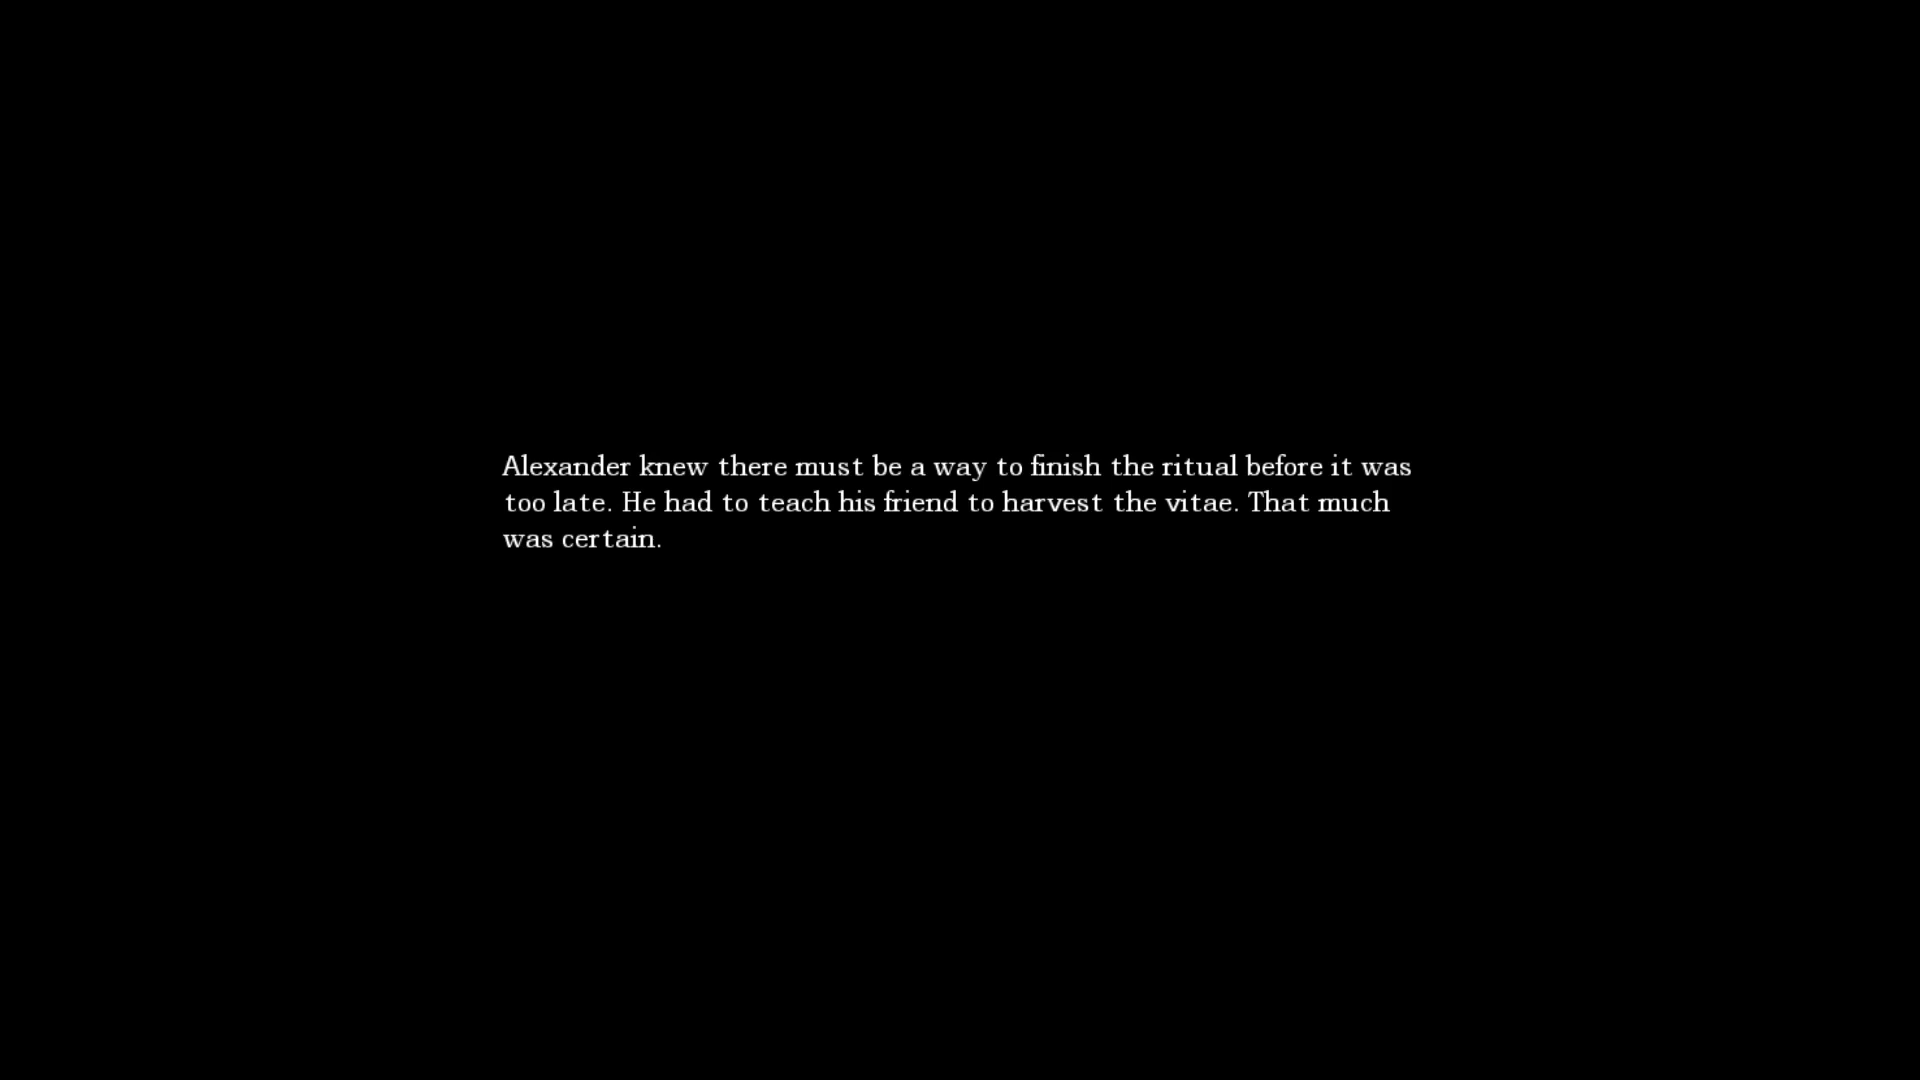 Alexander knew there must be a way to finish the ritual before it was
too late. He had to teach his friend to harvest the vitae. That much
was certain.